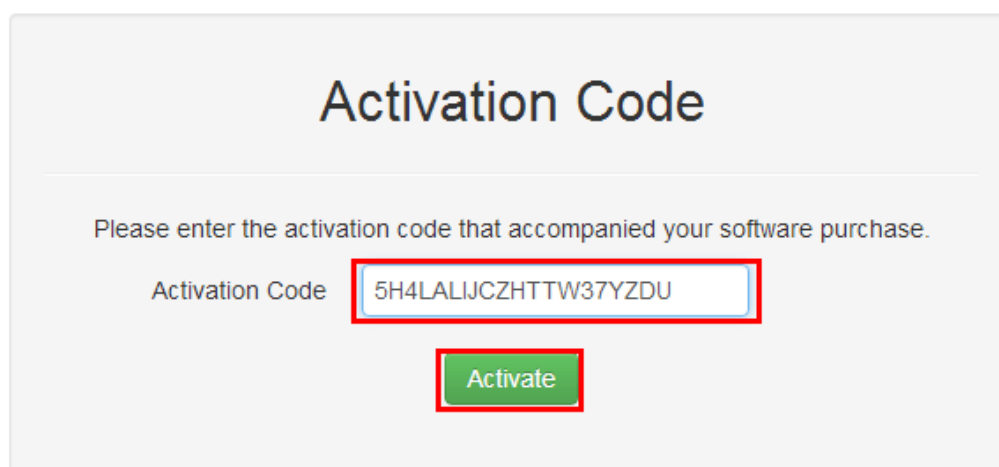 Activation Code
Please enter the activation code that accompanied your software purchase.
Activation Code 5H4LALIJCZHTTW37YZDU
Activate